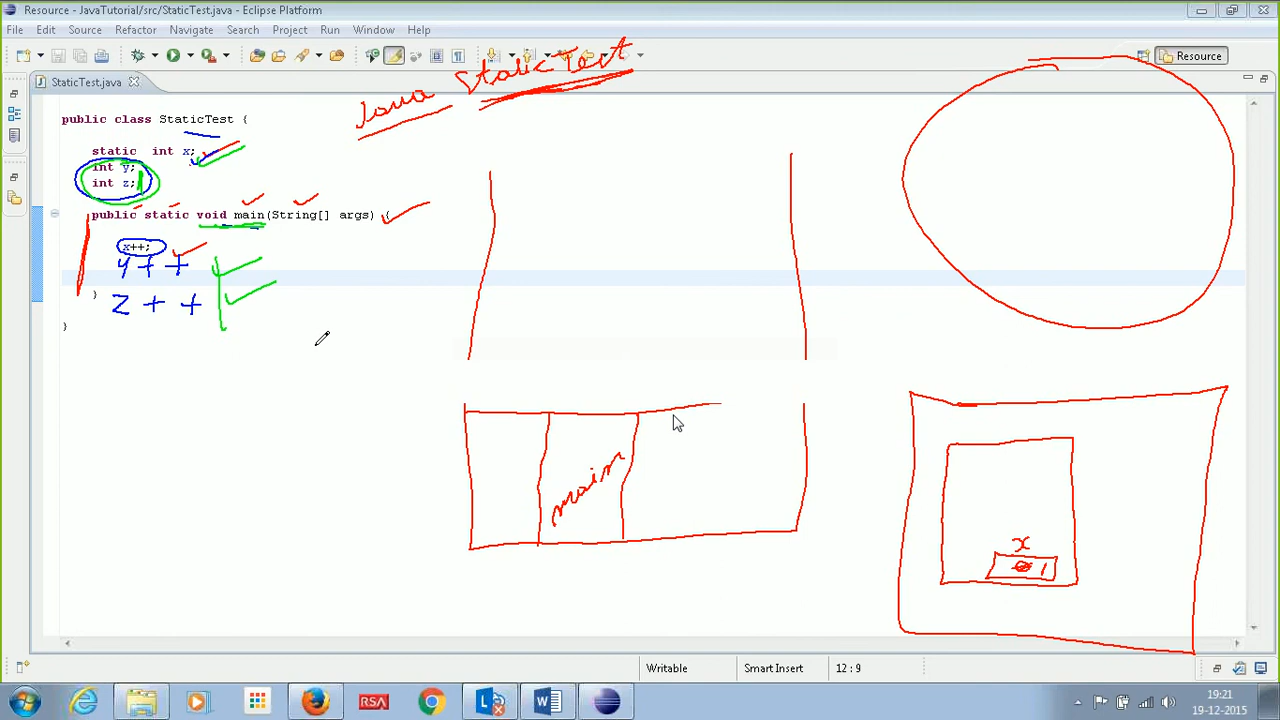 Resource - JavaTutorial/src/StaticTest.java - Eclipse Platform
File Edit Source Refactor Navigate Search Project Run Window Help
Resource
StaticTest.java
Java StaticTest
public class StaticTest {
static int x;
int y;
int z;
public static void main(String[] args) {
x++;
y++
}
z++
}
main
x
1
Writable Smart Insert 12 : 9
RSA
19:21
19-12-2015